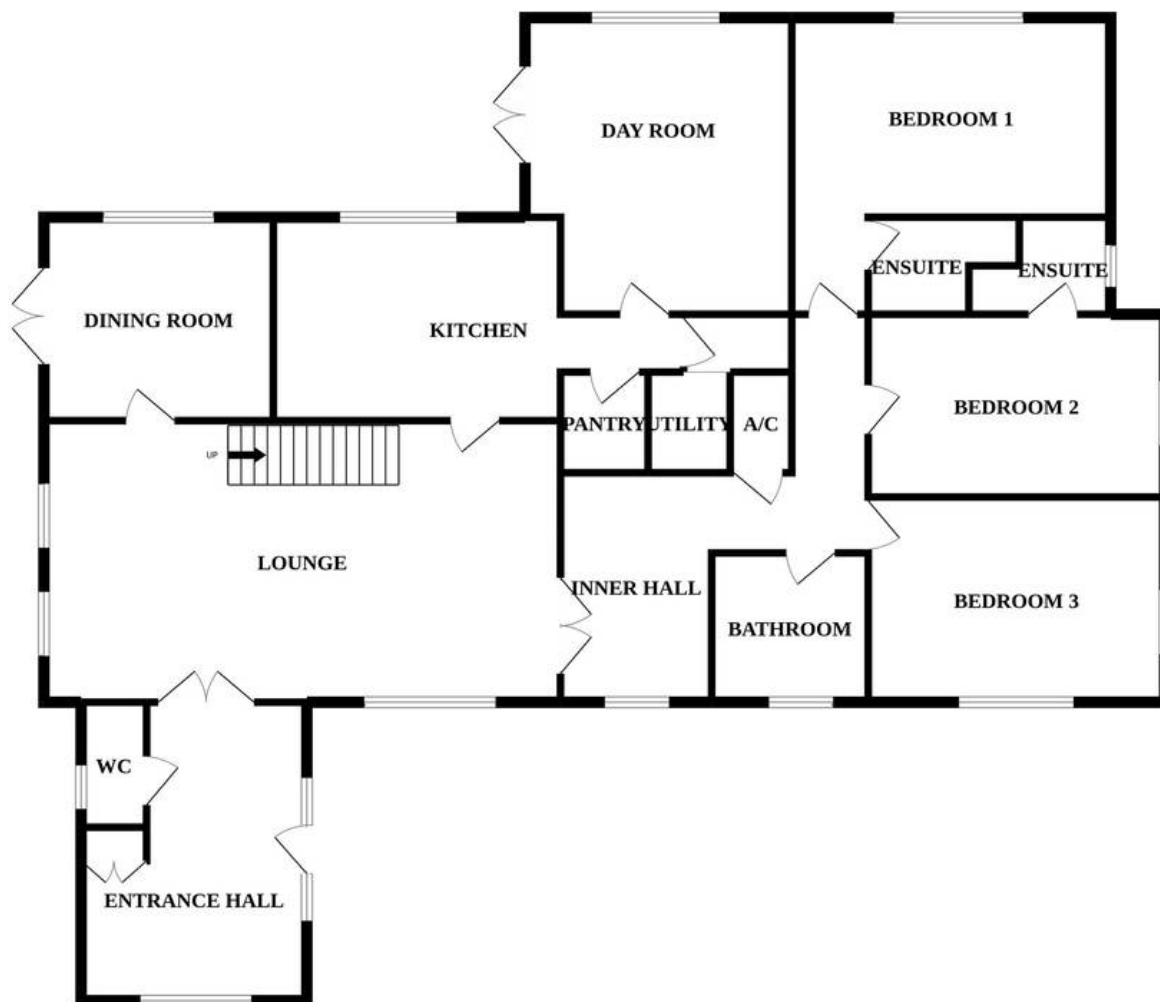 DAY ROOM
BEDROOM 1
DINING ROOM
KITCHEN
ENSUITE
ENSUITE
PANTRY
UTILITY
A/C
BEDROOM 2
UP
LOUNGE
INNER HALL
BATHROOM
BEDROOM 3
WC
ENTRANCE HALL